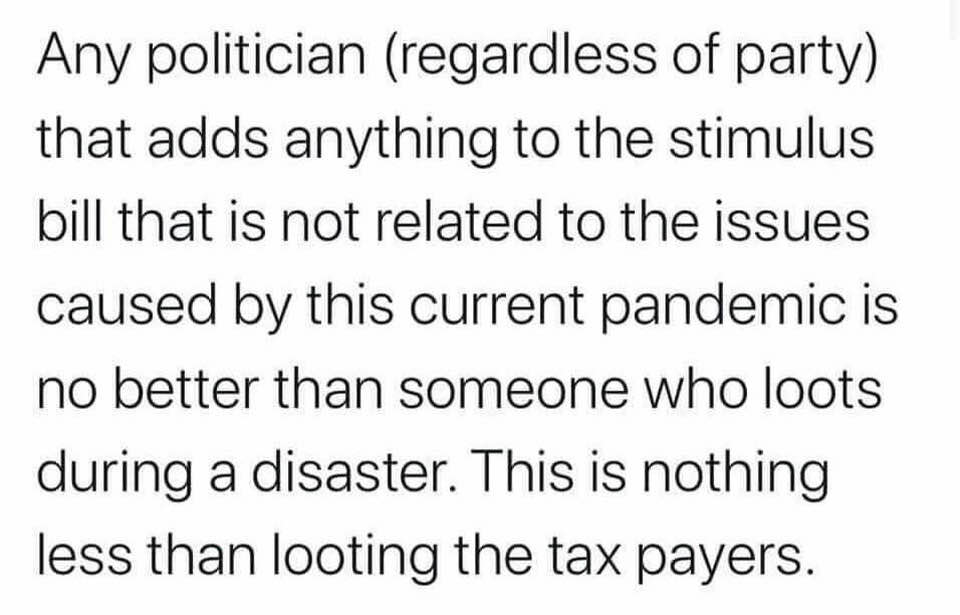 Any politician (regardless of party)
that adds anything to the stimulus
bill that is not related to the issues
caused by this current pandemic is
no better than someone who loots
during a disaster. This is nothing
less than looting the tax payers.